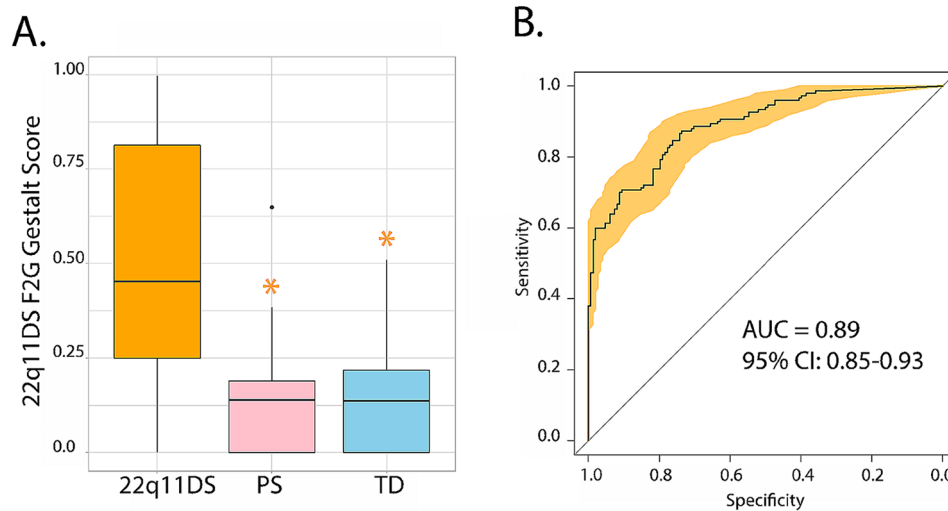 A.
22q11DS F2G Gestalt Score
1.00
0.75
0.50
0.25
0.0
*
*
22q11DS PS TD
B.
Sensitivity
1.0
0.8
0.6
0.4
0.2
0.0
AUC = 0.89
95% CI: 0.85-0.93
1.0 0.8 0.6 0.4 0.2 0.0
Specificity